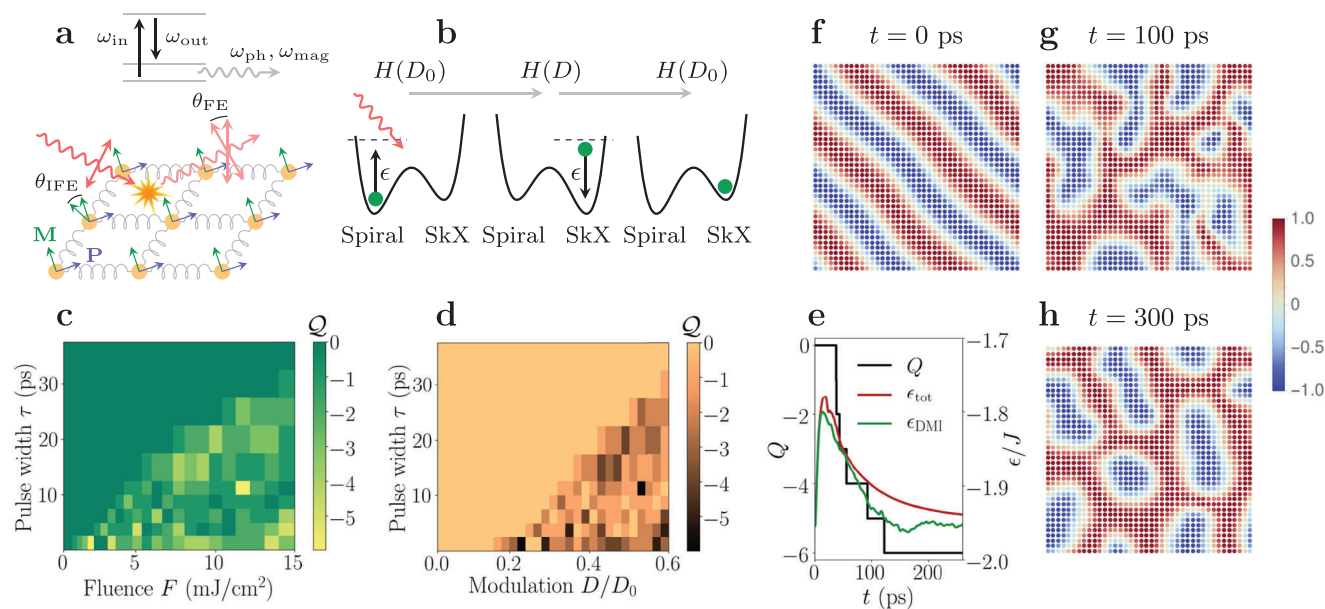 a
ω_in
ω_out
ω_ph, ω_mag
θ_FE
θ_IFE
M
P
b
H(D_0)
H(D)
H(D_0)
ϵ
ϵ
Spiral
SkX
Spiral
SkX
Spiral
SkX
c
Q
Pulse width τ (ps)
30
20
10
0.0
5
10
15
Fluence F (mJ/cm²)
0
−1
−2
−3
−4
−5
d
Q
Pulse width τ (ps)
30
20
10
0.0
0.2
0.4
0.6
Modulation D/D_0
0
−1
−2
−3
−4
−5
e
Q
0
−2
−4
−6
Q
ϵ_tot
ϵ_DMI
−1.7
−1.8
−1.9
−2.0
ϵ/J
0
100
200
t (ps)
f
t = 0 ps
g
t = 100 ps
h
t = 300 ps
1.0
0.5
0
−0.5
−1.0